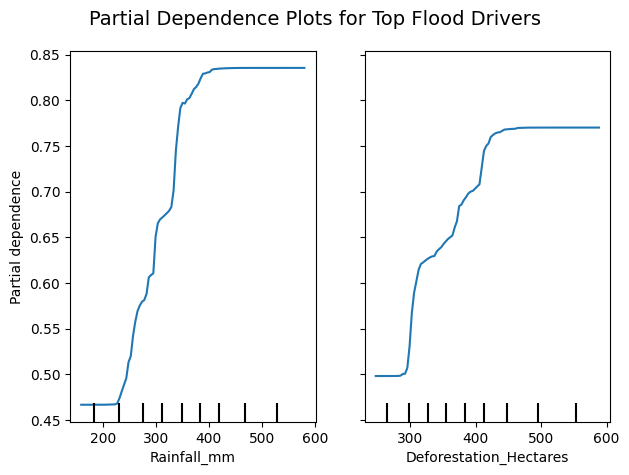 Partial Dependence Plots for Top Flood Drivers
Partial dependence
0.85
0.80
0.75
0.70
0.65
0.60
0.55
0.50
0.45
200 300 400 500 600
Rainfall_mm
300 400 500 600
Deforestation_Hectares